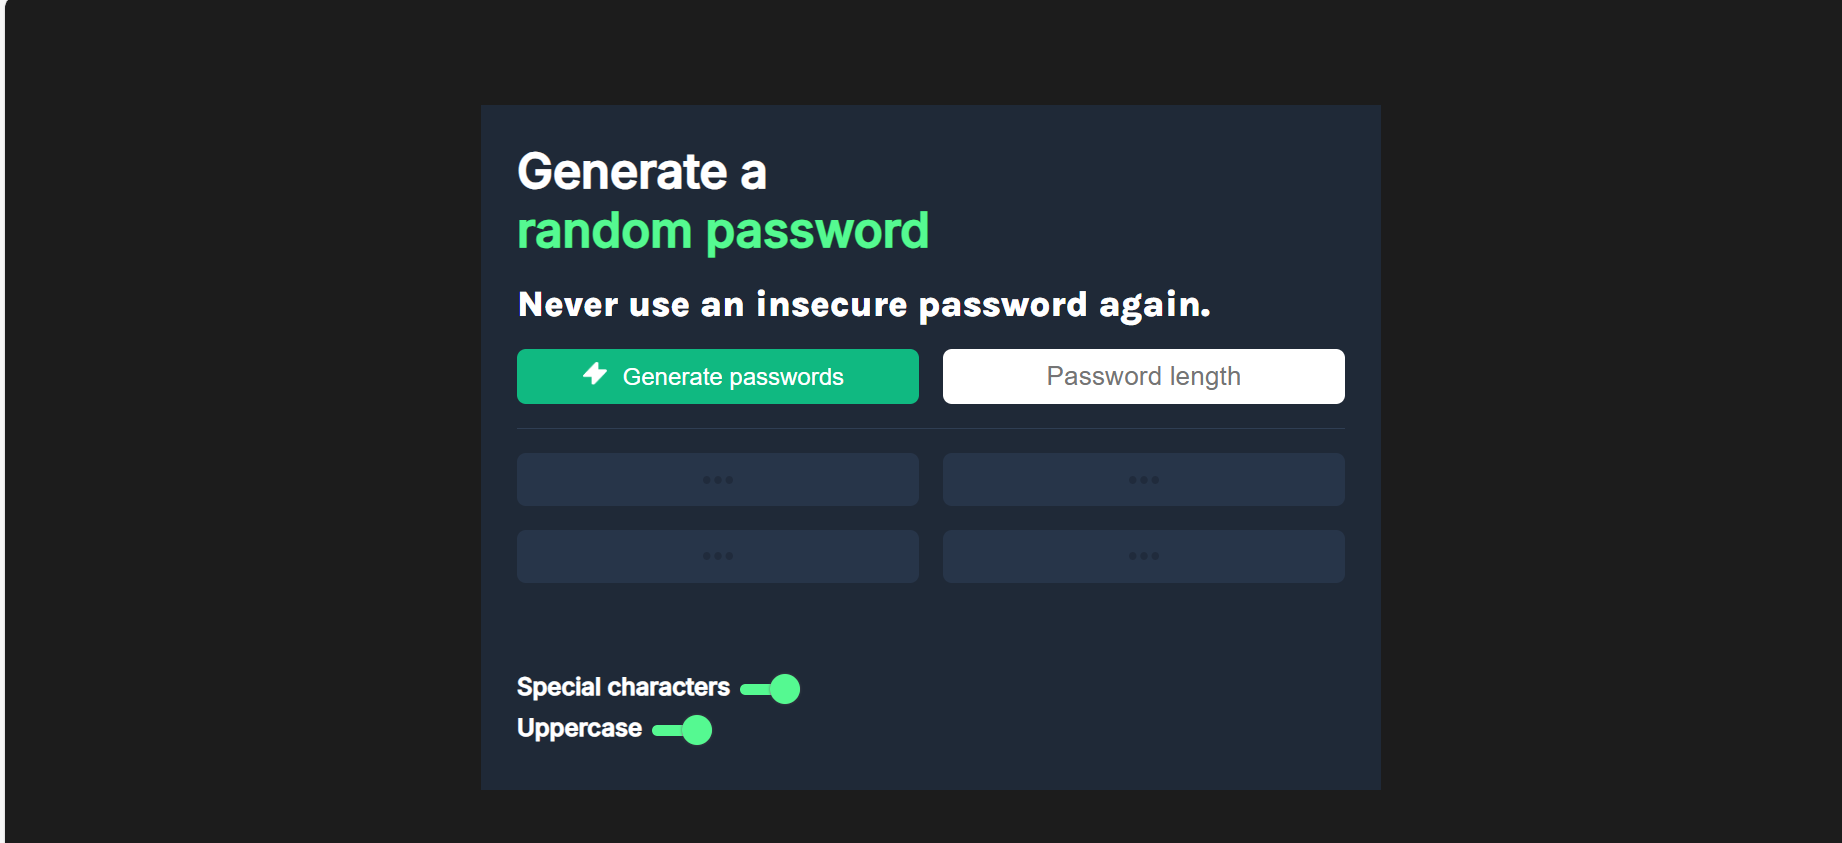 Generate a
random password
Never use an insecure password again.
Generate passwords
Password length
•••
•••
•••
•••
Special characters
Uppercase